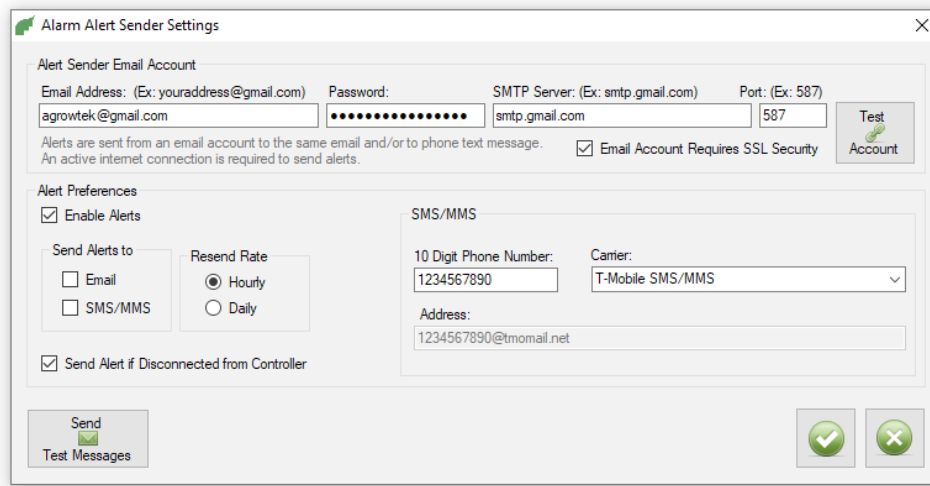 Alarm Alert Sender Settings
Alert Sender Email Account
Email Address: (Ex: youraddress@gmail.com) Password: SMTP Server: (Ex: smtp.gmail.com) Port: (Ex: 587)
agrowtek@gmail.com •••••••••••••••• smtp.gmail.com 587
Test
Account
Alerts are sent from an email account to the same email and/or to phone text message.
An active internet connection is required to send alerts.
Email Account Requires SSL Security
Alert Preferences
Enable Alerts
Send Alerts to
Email
SMS/MMS
Resend Rate
Hourly
Daily
Send Alert if Disconnected from Controller
SMS/MMS
10 Digit Phone Number: Carrier:
1234567890 T-Mobile SMS/MMS
Address:
1234567890@tmomail.net
Send
Test Messages